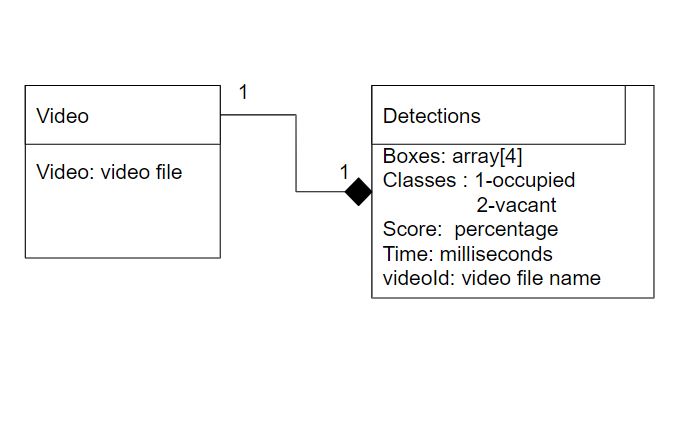 Video
Video: video file
1
1
Detections
Boxes: array[4]
Classes : 1-occupied
2-vacant
Score: percentage
Time: milliseconds
videoId: video file name